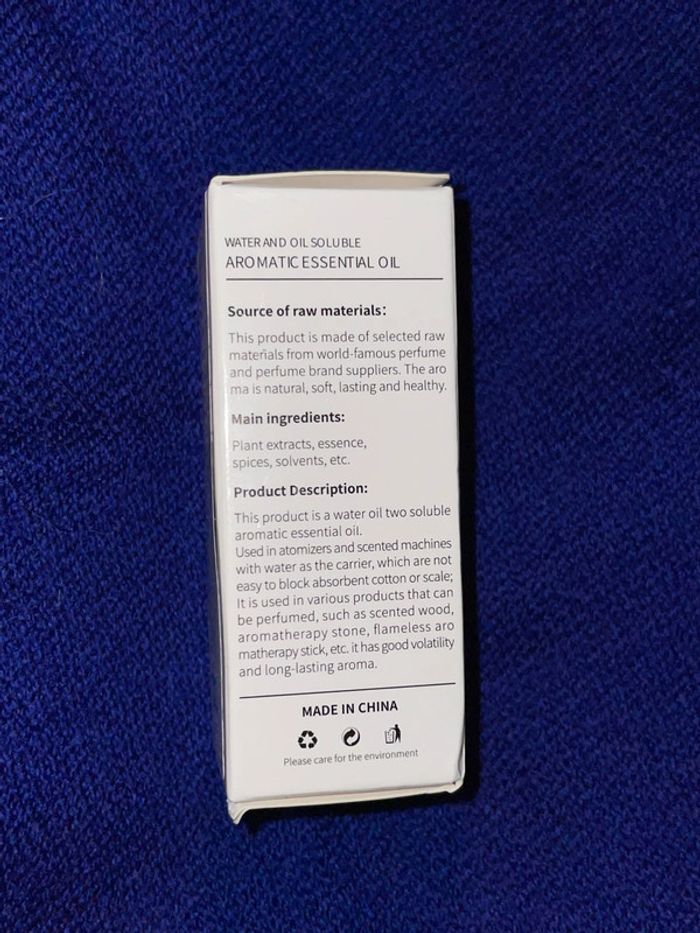 WATER AND OIL SOLUBLE
AROMATIC ESSENTIAL OIL
Source of raw materials:
This product is made of selected raw
materials from world-famous perfume
and perfume brand suppliers. The aro
ma is natural, soft, lasting and healthy.
Main ingredients:
Plant extracts, essence,
spices, solvents, etc.
Product Description:
This product is a water oil two soluble
aromatic essential oil.
Used in atomizers and scented machines
with water as the carrier, which are not
easy to block absorbent cotton or scale;
It is used in various products that can
be perfumed, such as scented wood,
aromatherapy stone, flameless aro
matherapy stick, etc. it has good volatility
and long-lasting aroma.
MADE IN CHINA
Please care for the environment